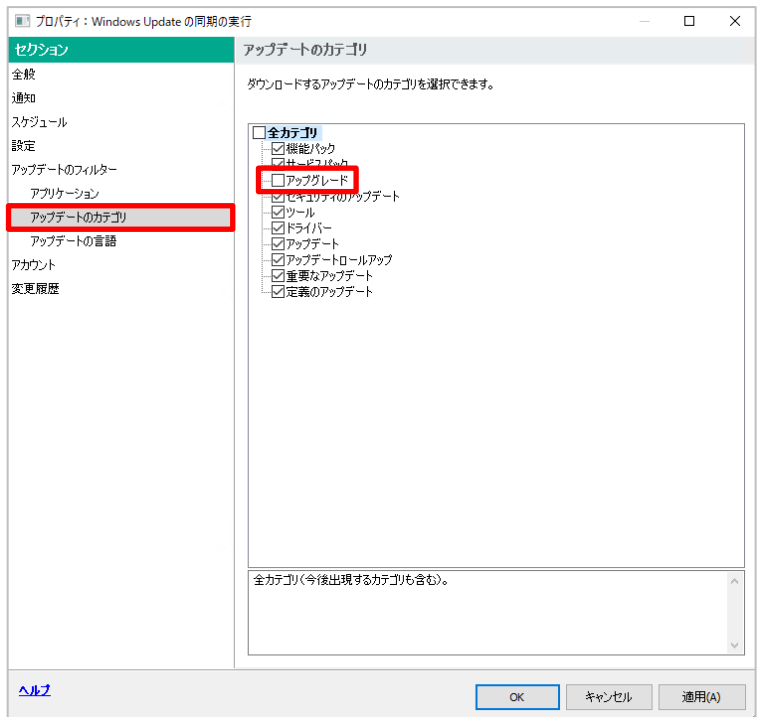 プロパティ：Windows Update の同期の実行
セクション
全般
通知
スケジュール
設定
アップデートのフィルター
アプリケーション
アップデートのカテゴリ
アップデートの言語
アカウント
変更履歴
アップデートのカテゴリ
ダウンロードするアップデートのカテゴリを選択できます。
全カテゴリ
機能パック
サービスパック
アップグレード
セキュリティのアップデート
ツール
ドライバー
アップデート
アップデートロールアップ
重要なアップデート
定義のアップデート
全カテゴリ(今後出現するカテゴリも含む)。
ヘルプ
OK
キャンセル
適用(A)